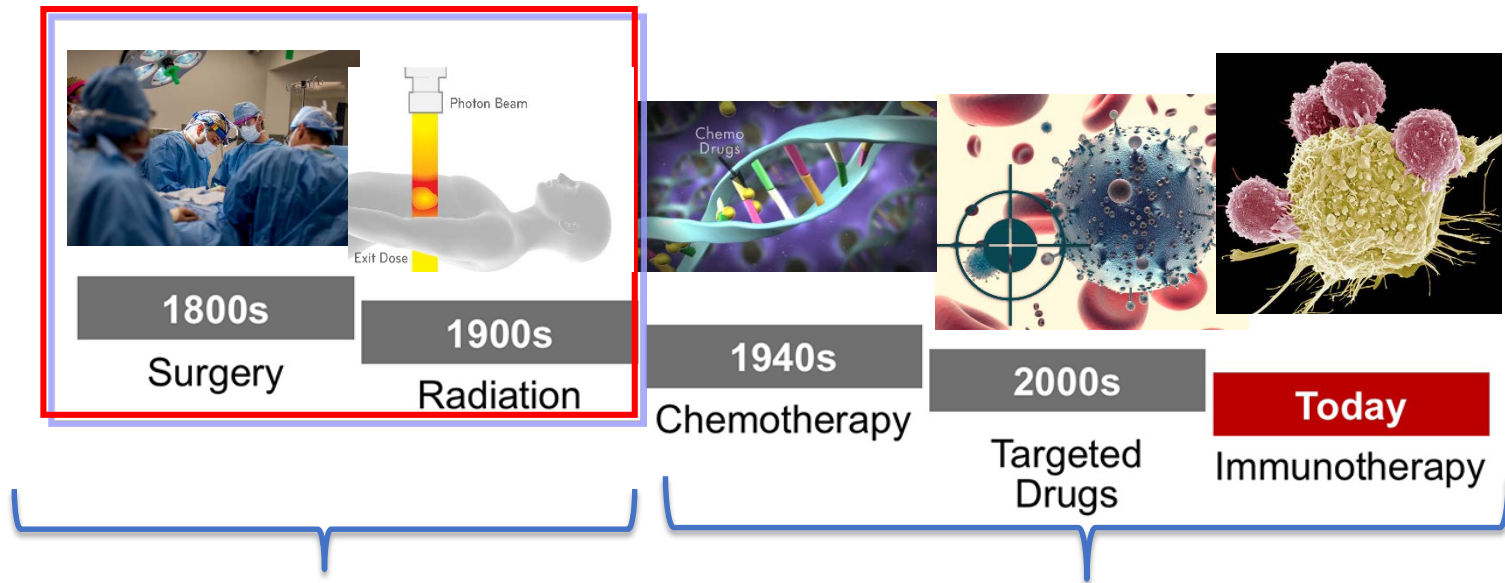 Photon Beam
Exit Dose
Chemo
Drugs
1800s
Surgery
1900s
Radiation
1940s
Chemotherapy
2000s
Targeted
Drugs
Today
Immunotherapy